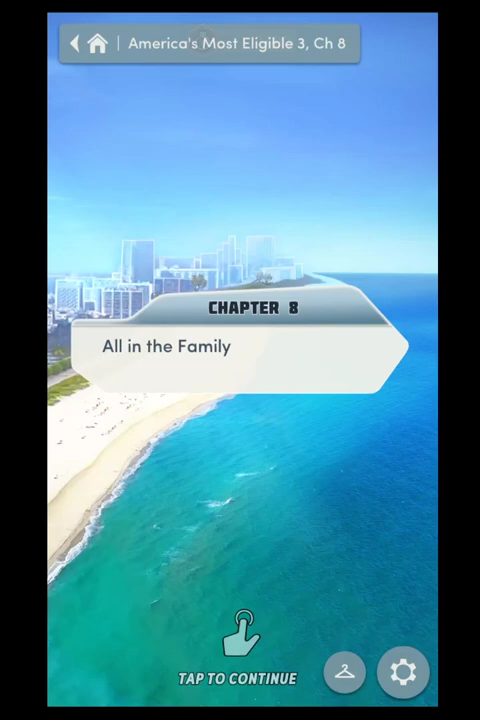 America's Most Eligible 3, Ch 8
CHAPTER 8
All in the Family
TAP TO CONTINUE